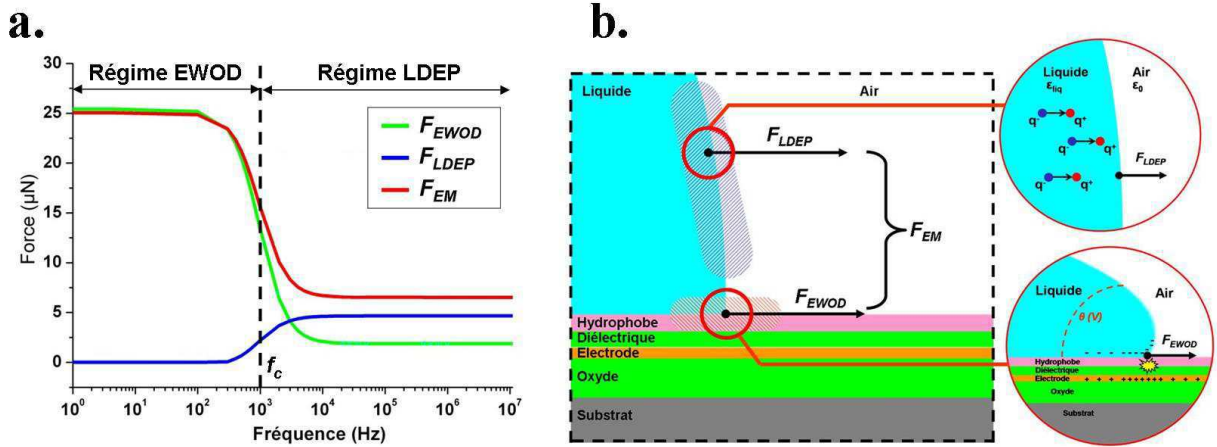 a.
Régime EWOD
Régime LDEP
30
25
20
15
10
5
0
Force (µN)
F_EWOD
F_LDEP
F_EM
f_c
10^0 10^1 10^2 10^3 10^4 10^5 10^6 10^7
Fréquence (Hz)
b.
Liquide
Air
F_LDEP
F_EM
F_EWOD
Hydrophobe
Diélectrique
Electrode
Oxyde
Substrat
Liquide
ε_liq
Air
ε_0
q^- q^+
q^- q^+
q^- q^+
F_LDEP
Liquide
Air
θ (V)
F_EWOD
Hydrophobe
Diélectrique
Electrode
Oxyde
Substrat